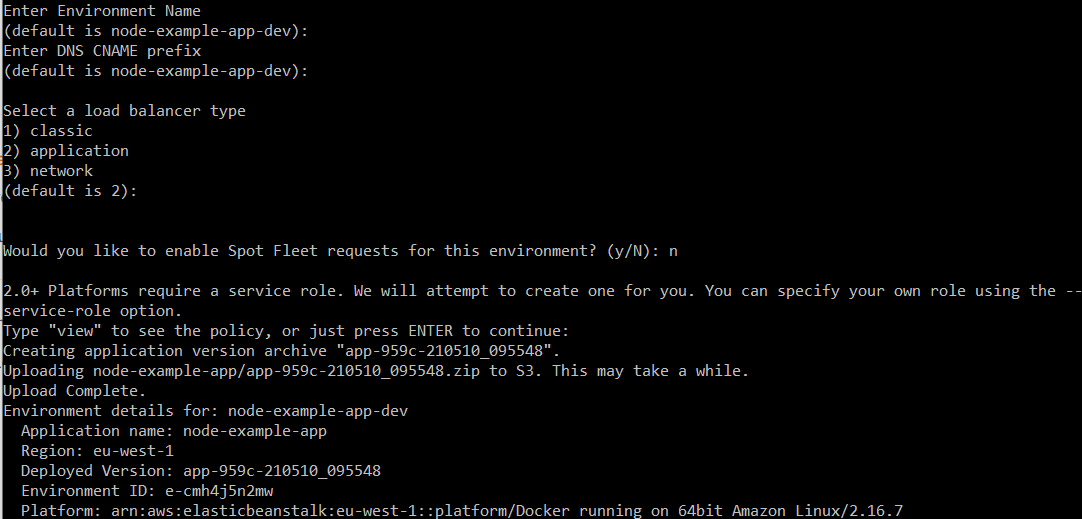 Enter Environment Name
(default is node-example-app-dev):
Enter DNS CNAME prefix
(default is node-example-app-dev):
Select a load balancer type
1) classic
2) application
3) network
(default is 2):
Would you like to enable Spot Fleet requests for this environment? (y/N): n
2.0+ Platforms require a service role. We will attempt to create one for you. You can specify your own role using the --
service-role option.
Type "view" to see the policy, or just press ENTER to continue:
Creating application version archive "app-959c-210510_095548".
Uploading node-example-app/app-959c-210510_095548.zip to S3. This may take a while.
Upload Complete.
Environment details for: node-example-app-dev
Application name: node-example-app
Region: eu-west-1
Deployed Version: app-959c-210510_095548
Environment ID: e-cmh4j5n2mw
Platform: arn:aws:elasticbeanstalk:eu-west-1::platform/Docker running on 64bit Amazon Linux/2.16.7